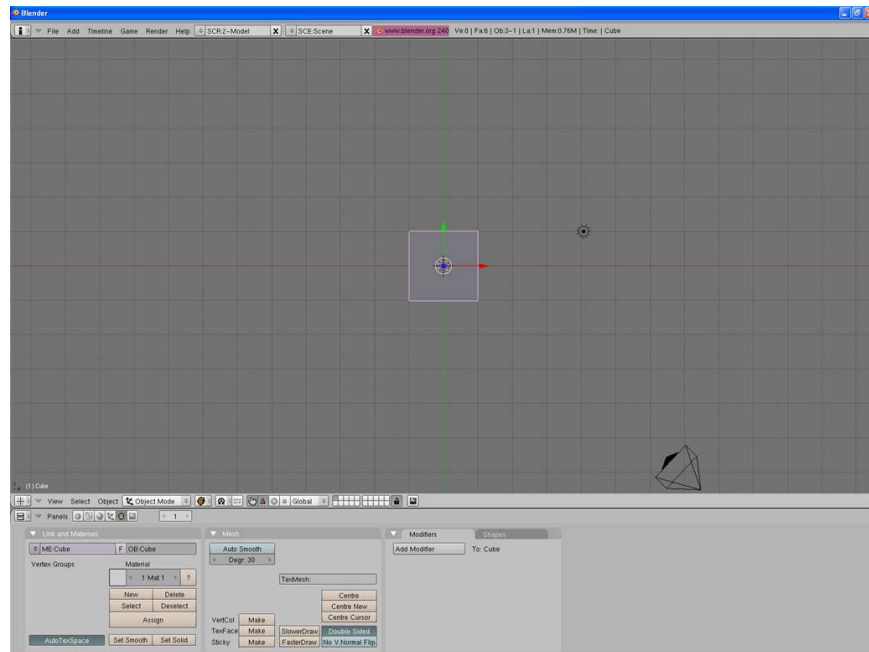 Blender
File Add Timeline Game Render Help SCR:2-Model X SCE:Scene X www.blender.org 240 Ve:8 | Fa:6 | Ob:3-1 | La:1 | Mem:0.76M | Time: | Cube
(1) Cube
View Select Object Object Mode Global
Panels 1
Link and Materials
ME:Cube F OB:Cube
Vertex Groups Material
1 Mat 1 ?
New Delete
Select Deselect
Assign
AutoTexSpace Set Smooth Set Solid
Mesh
Auto Smooth
Degr: 30
TexMesh:
Centre
Centre New
Centre Cursor
VertCol Make
TexFace Make SlowerDraw Double Sided
Sticky Make FasterDraw No V.Normal Flip
Modifiers Shapes
Add Modifier To: Cube